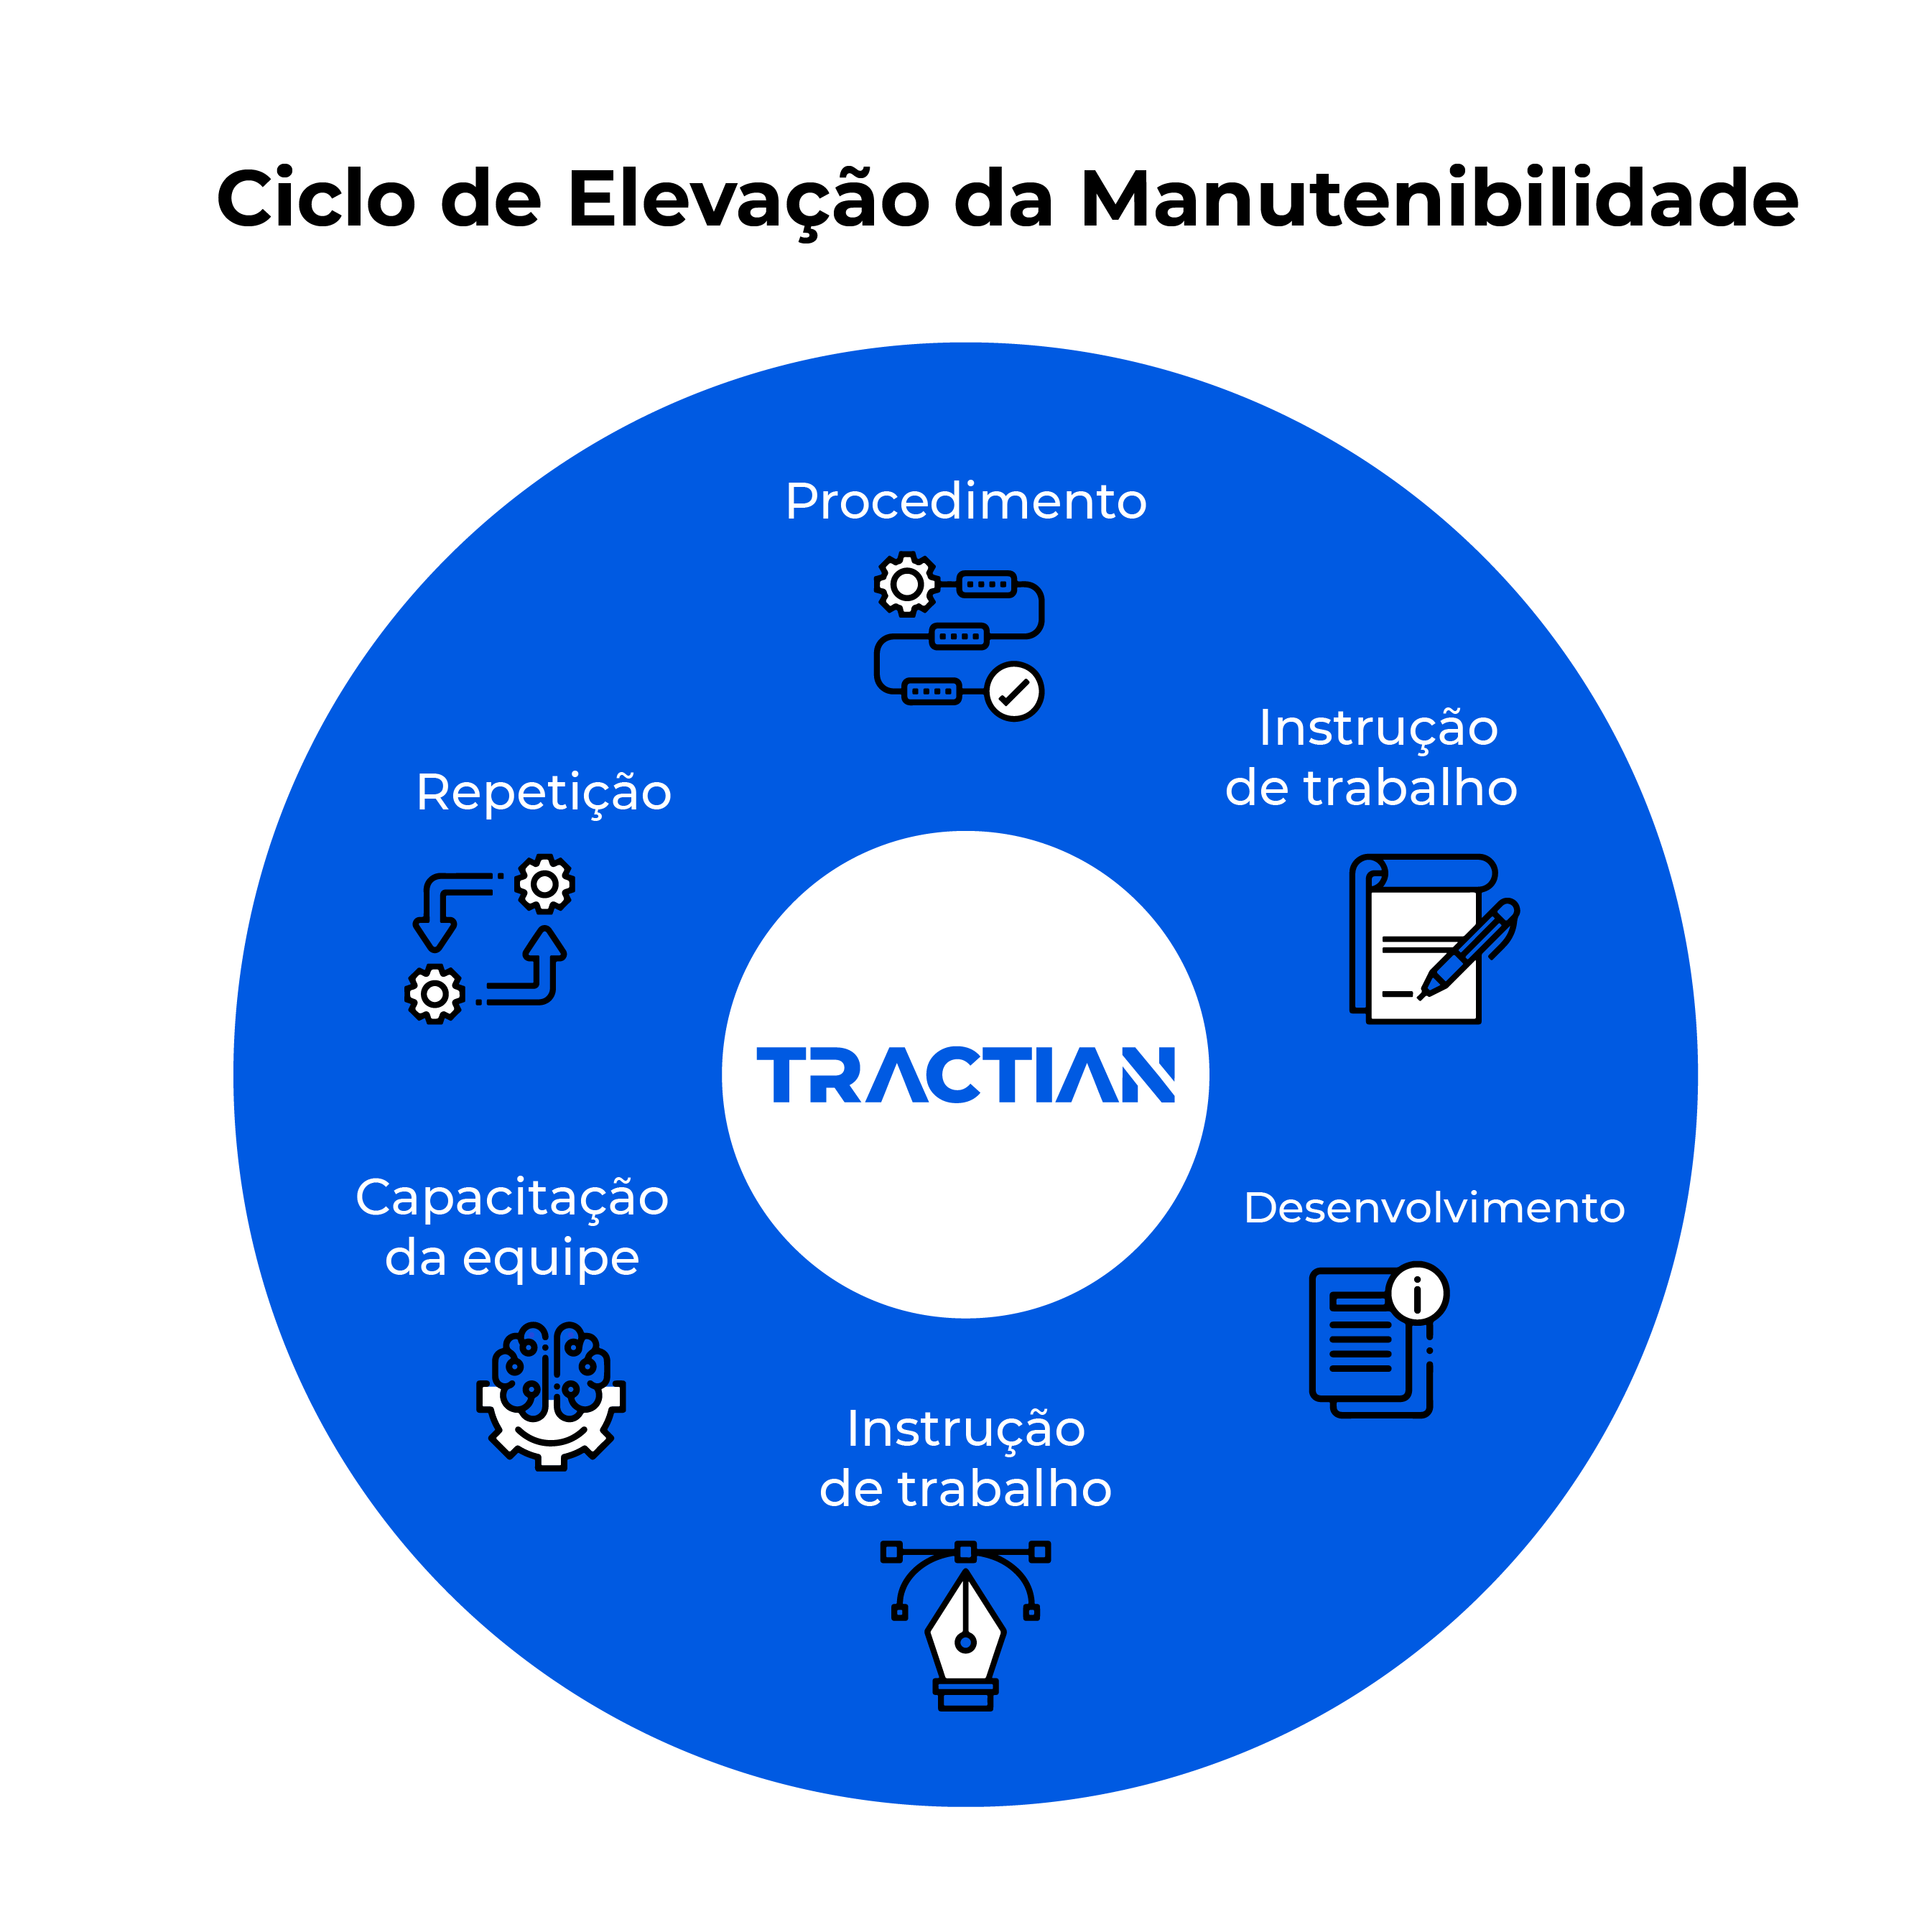 Ciclo de Elevação da Manutenibilidade
Procedimento
Instrução
de trabalho
Repetição
TRACTIAN
Capacitação
da equipe
Desenvolvimento
i
Instrução
de trabalho